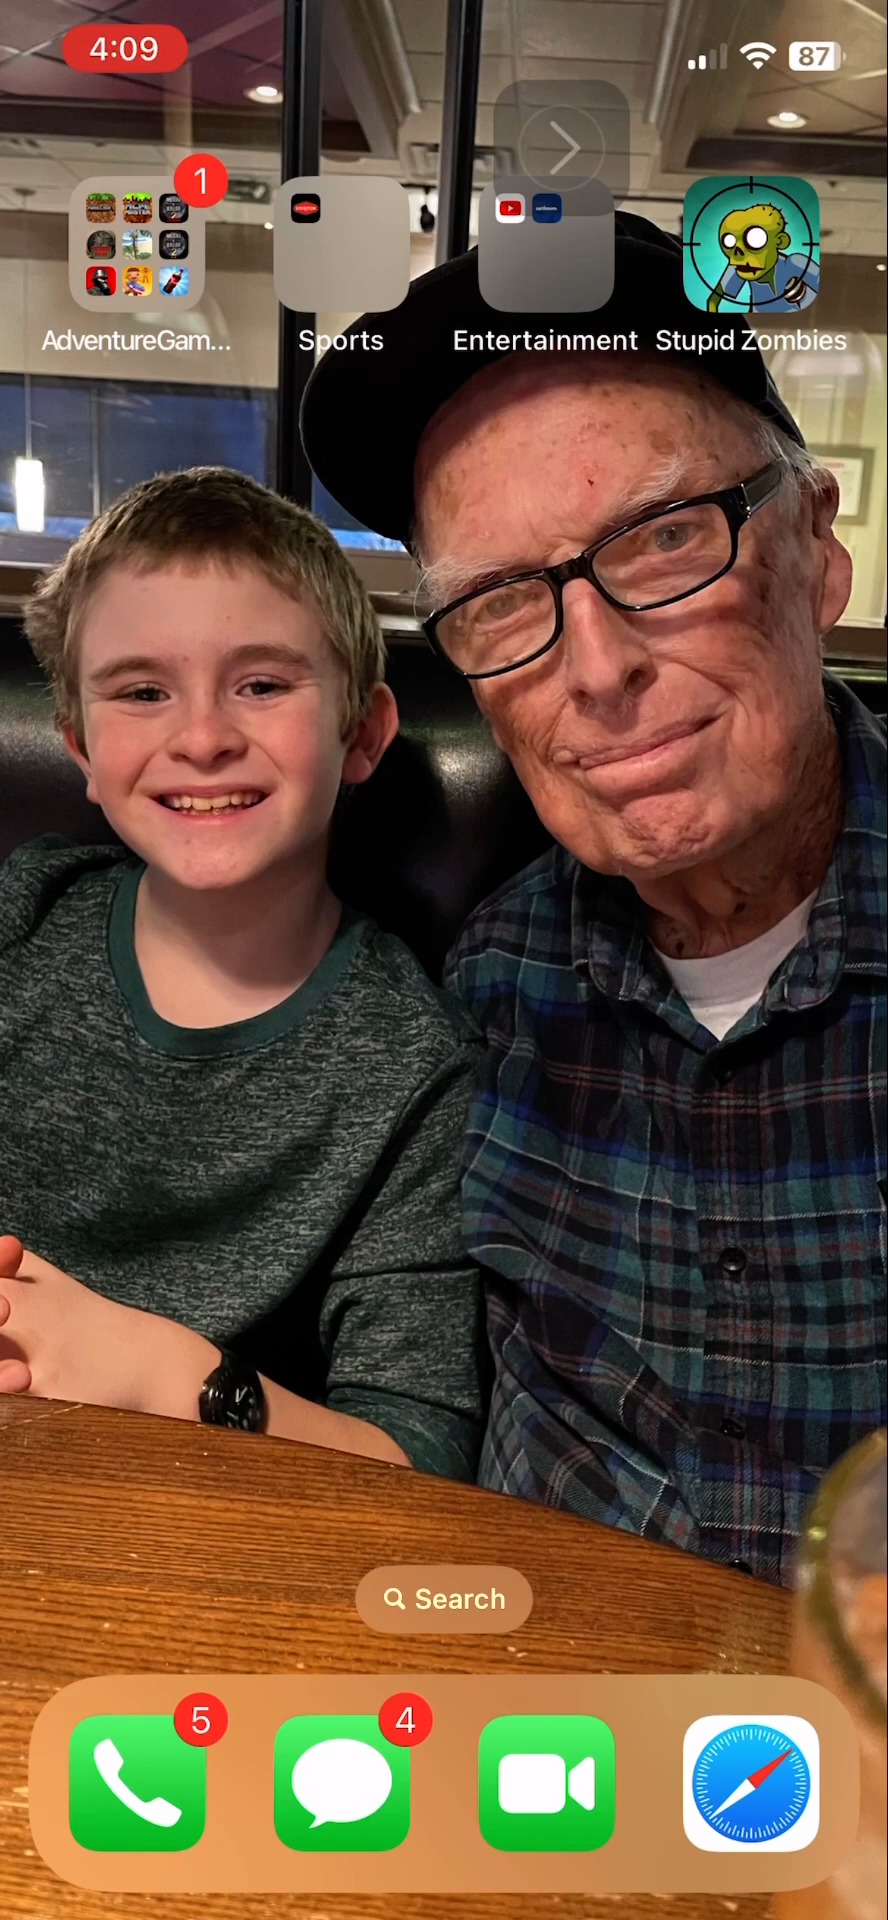 4:09
87
1
AdventureGam...
Sports
Entertainment
Stupid Zombies
Search
5
4